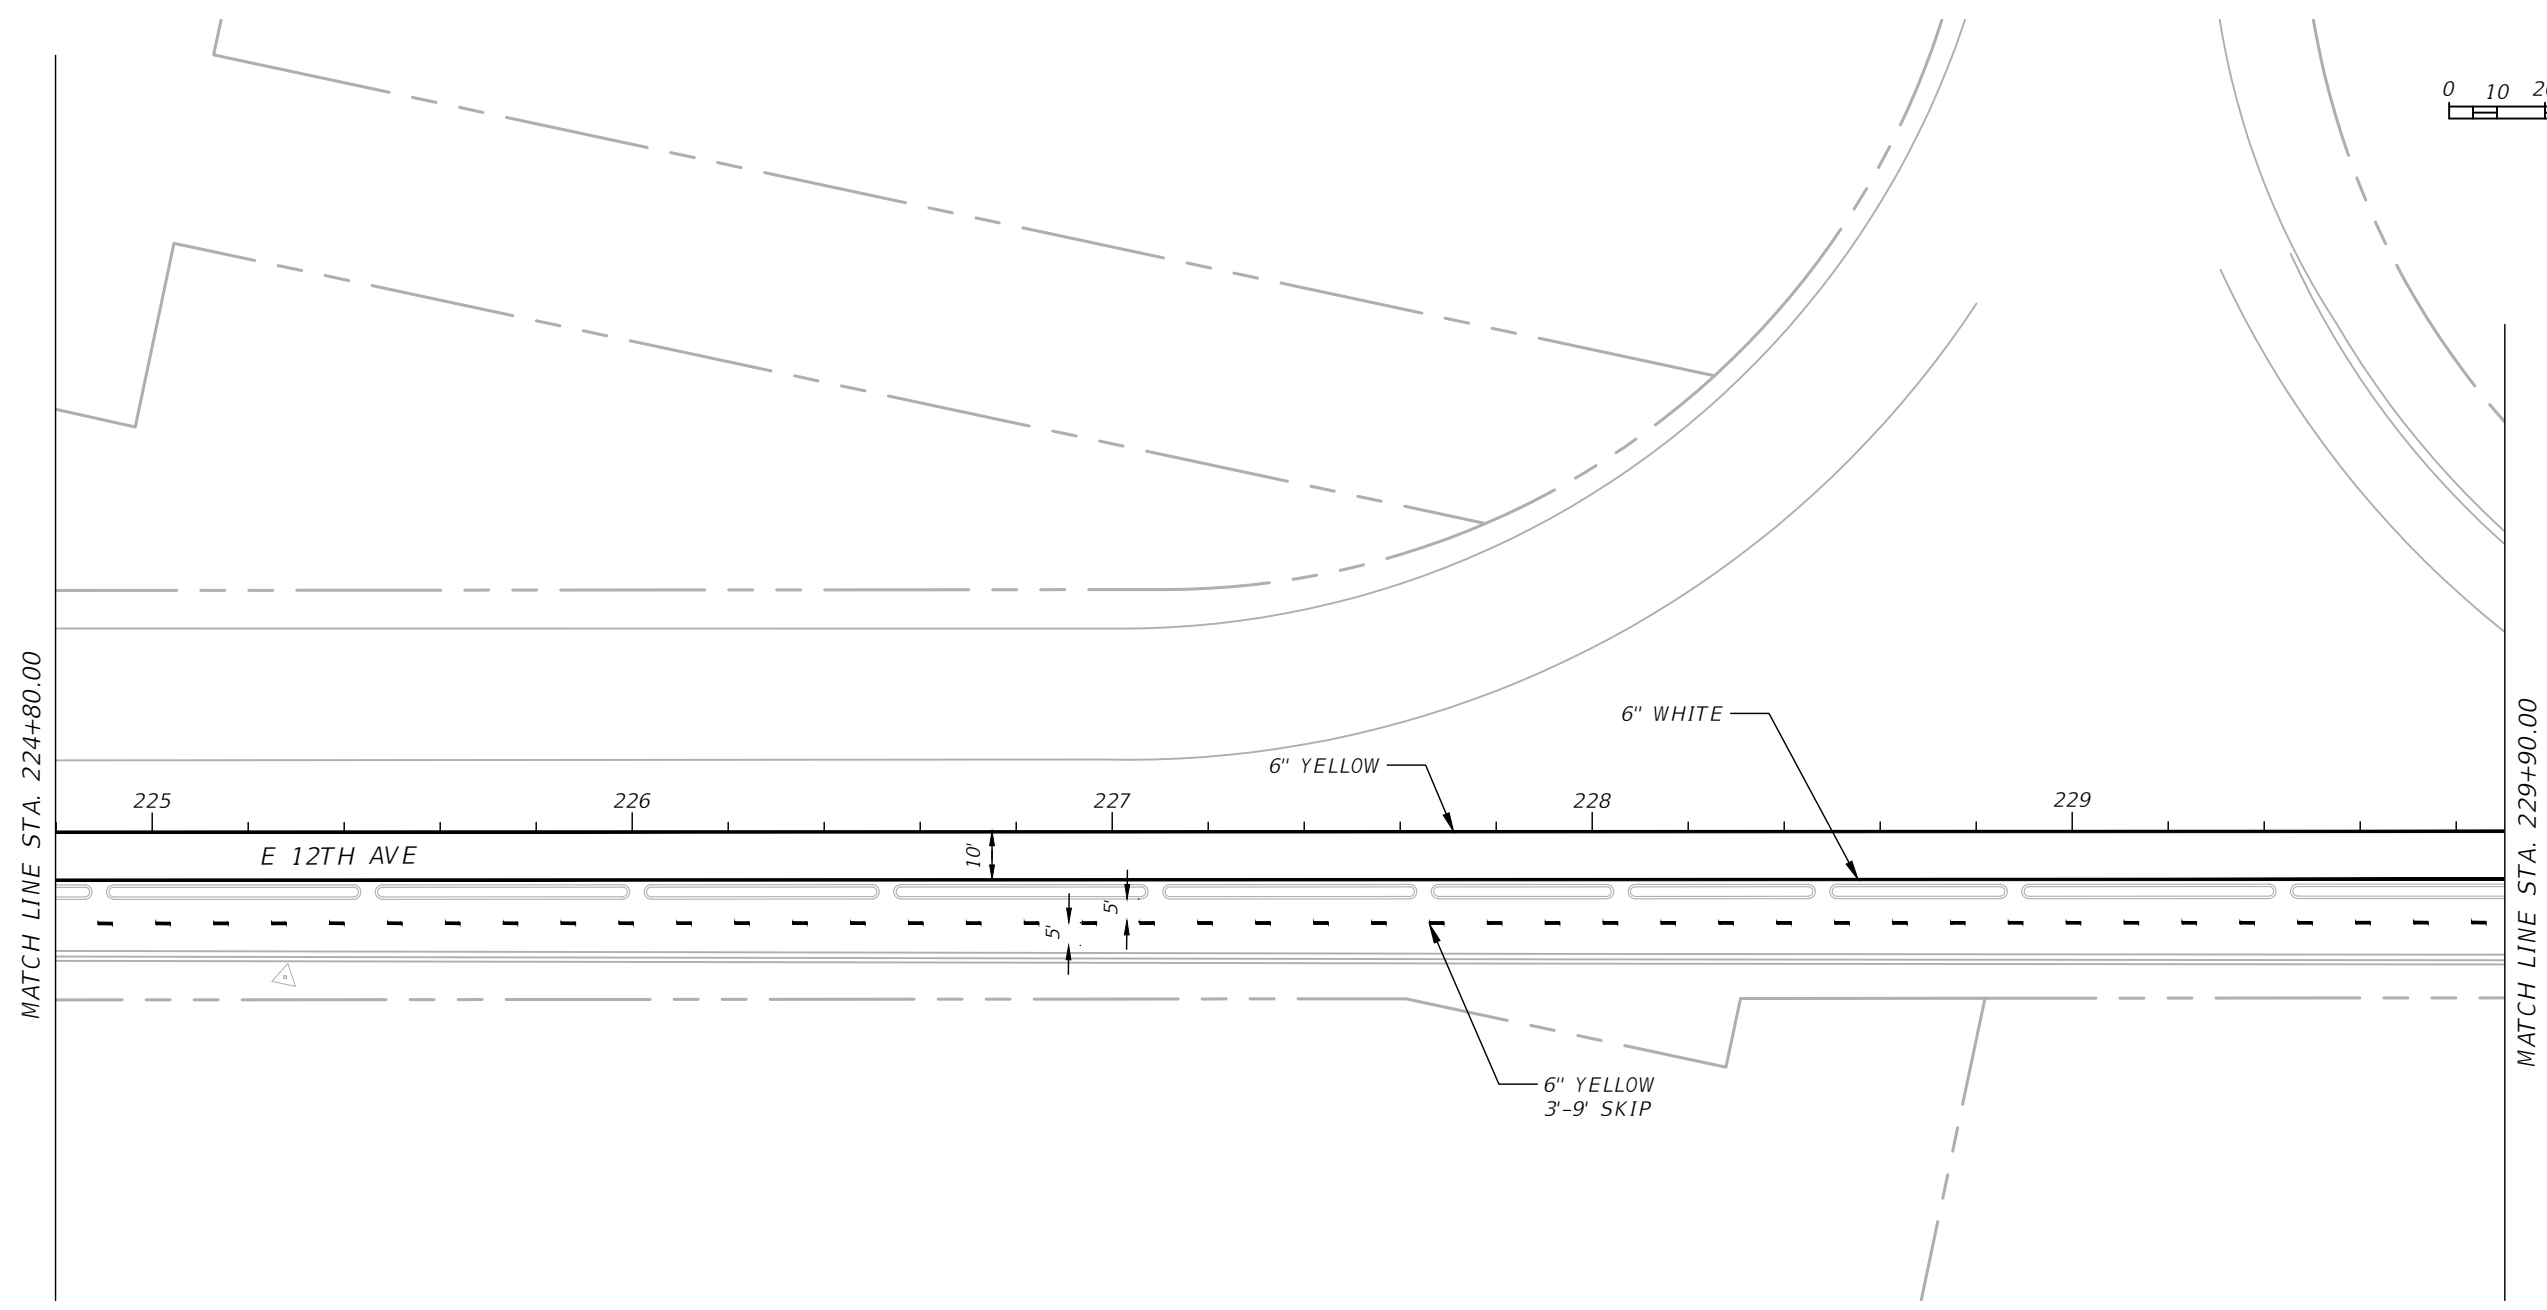 0 10
6" WHITE
6" YELLOW
225 226 227 228 229
E 12TH AVE
10'
5'
5'
6" YELLOW
3'-9' SKIP
MATCH LINE STA. 224+80.00
MATCH LINE STA. 229+90.00